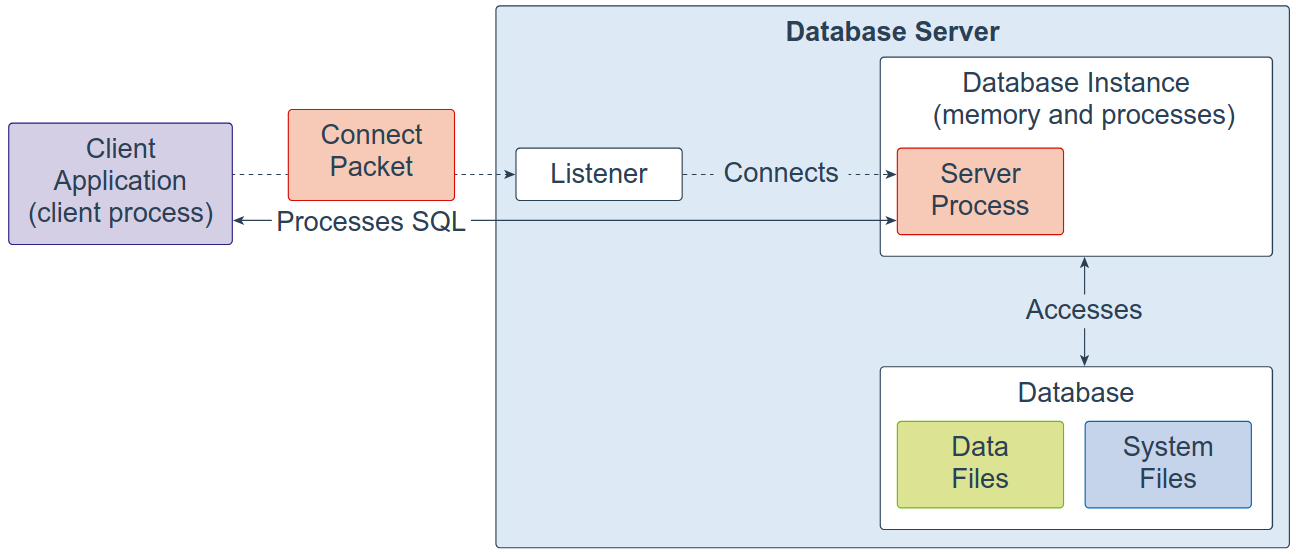 Database Server
Database Instance
(memory and processes)
Client
Application
(client process)
Connect
Packet
Listener
Connects
Server
Process
Processes SQL
Accesses
Database
Data
Files
System
Files